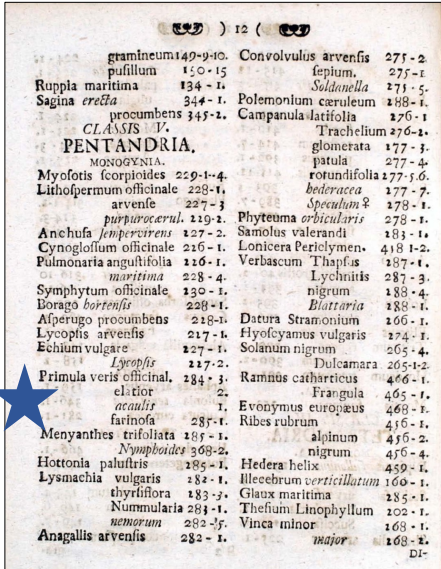 ) 12 (
gramineum 149-9-10.
puſillum 150-15
Ruppia maritima 134 - 1.
Sagina erecta 344 - 1.
procumbens 345-2.
CLASSIS V.
PENTANDRIA.
MONOGYNIA.
Myoſotis ſcorpioides 229-1--4.
Lithoſpermum officinale 228-1.
arvenſe 227 - 3
purpurocærul. 229-2.
Anchuſa ſempervirens 227 - 2.
Cynogloſſum officinale 226 - 1.
Pulmonaria anguſtifolia 226- 1.
maritima 228 - 4.
Symphytum officinale 230 - 1.
Borago hortenſis 228 - 1.
Aſperugo procumbens 228-1.
Lycopſis arvenſis 227 - 1.
Echium vulgare 227 - 1.
Lycopſis 227 - 2.
Primula veris officinal. 284 - 3.
elatior 2.
acaulis 1.
farinoſa 285 - 1.
Menyanthes trifoliata 285 - 1.
Nymphoides 368-2.
Hottonia paluſtris 285 - 1.
Lysmachia vulgaris 282 - 1.
thyrſiflora 283 -5.
Nummularia 283 - 1.
nemorum 282 -5.
Anagallis arvenſis 282 - 1.
Convolvulus arvenſis 275 - 2
ſepium. 275-1
Soldanella 275 - 5.
Polemonium cæruleum 288 - 1.
Campanula latifolia 276 - 1
Trachelium 276-2.
glomerata 277 - 3.
patula 277 - 4.
rotundifolia 277-5.6.
hederacea 277 - 7.
Speculum ♀ 278 - 1.
Phyteuma orbicularis 278 - 1.
Samolus valerandi 283 - 1.
Lonicera Periclymen. 458 1-2.
Verbascum Thapſus 287 - 1.
Lychnitis 287 - 3.
nigrum 288 - 4.
Blattaria 288 - 1.
Datura Stramonium 266 - 1.
Hyoſcyamus vulgaris 274 - 1.
Solanum nigrum 265 - 4.
Dulcamara 265-1-2.
Ramnus catharticus 466 - 1.
Frangula 465 - 1.
Evonymus europæus 468 - 1.
Ribes rubrum 456 - 1.
alpinum 456 - 2.
nigrum 456 - 4.
Hedera helix 459 - 1.
Illecebrum verticillatum 160 - 1.
Glaux maritima 285 - 1.
Theſium Linophyllum 202 - 1.
Vinca minor 268 - 1.
major 268 - 2.
DI-